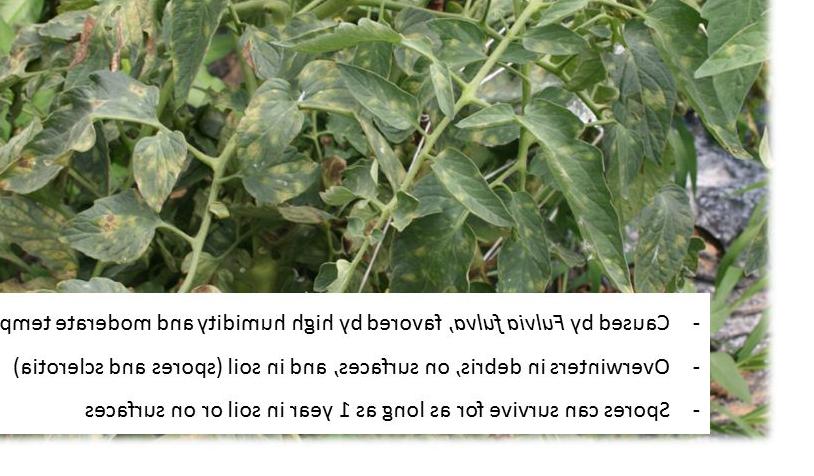 - Caused by Fulvia fulva, favored by high humidity and moderate temp
- Overwinters in debris, on surfaces, and in soil (spores and sclerotia)
- Spores can survive for as long as 1 year in soil or on surfaces